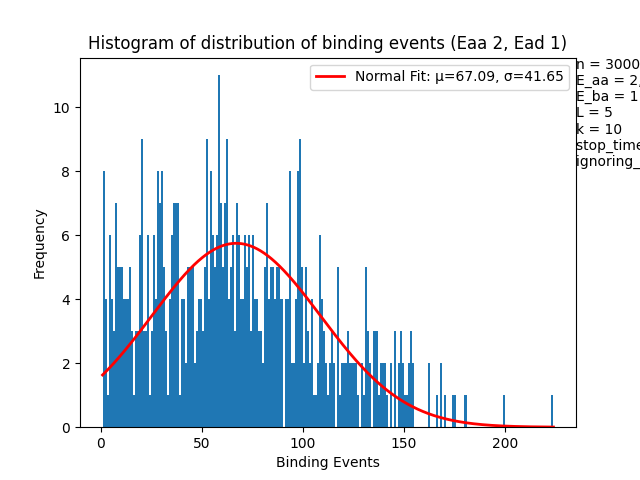 Histogram of distribution of binding events (Eaa 2, Ead 1)
Normal Fit: μ=67.09, σ=41.65
n = 3000
E_aa = 2,
E_ba = 1
L = 5
k = 10
stop_time
ignoring_
Frequency
10
8
6
4
2
0
0 50 100 150 200
Binding Events